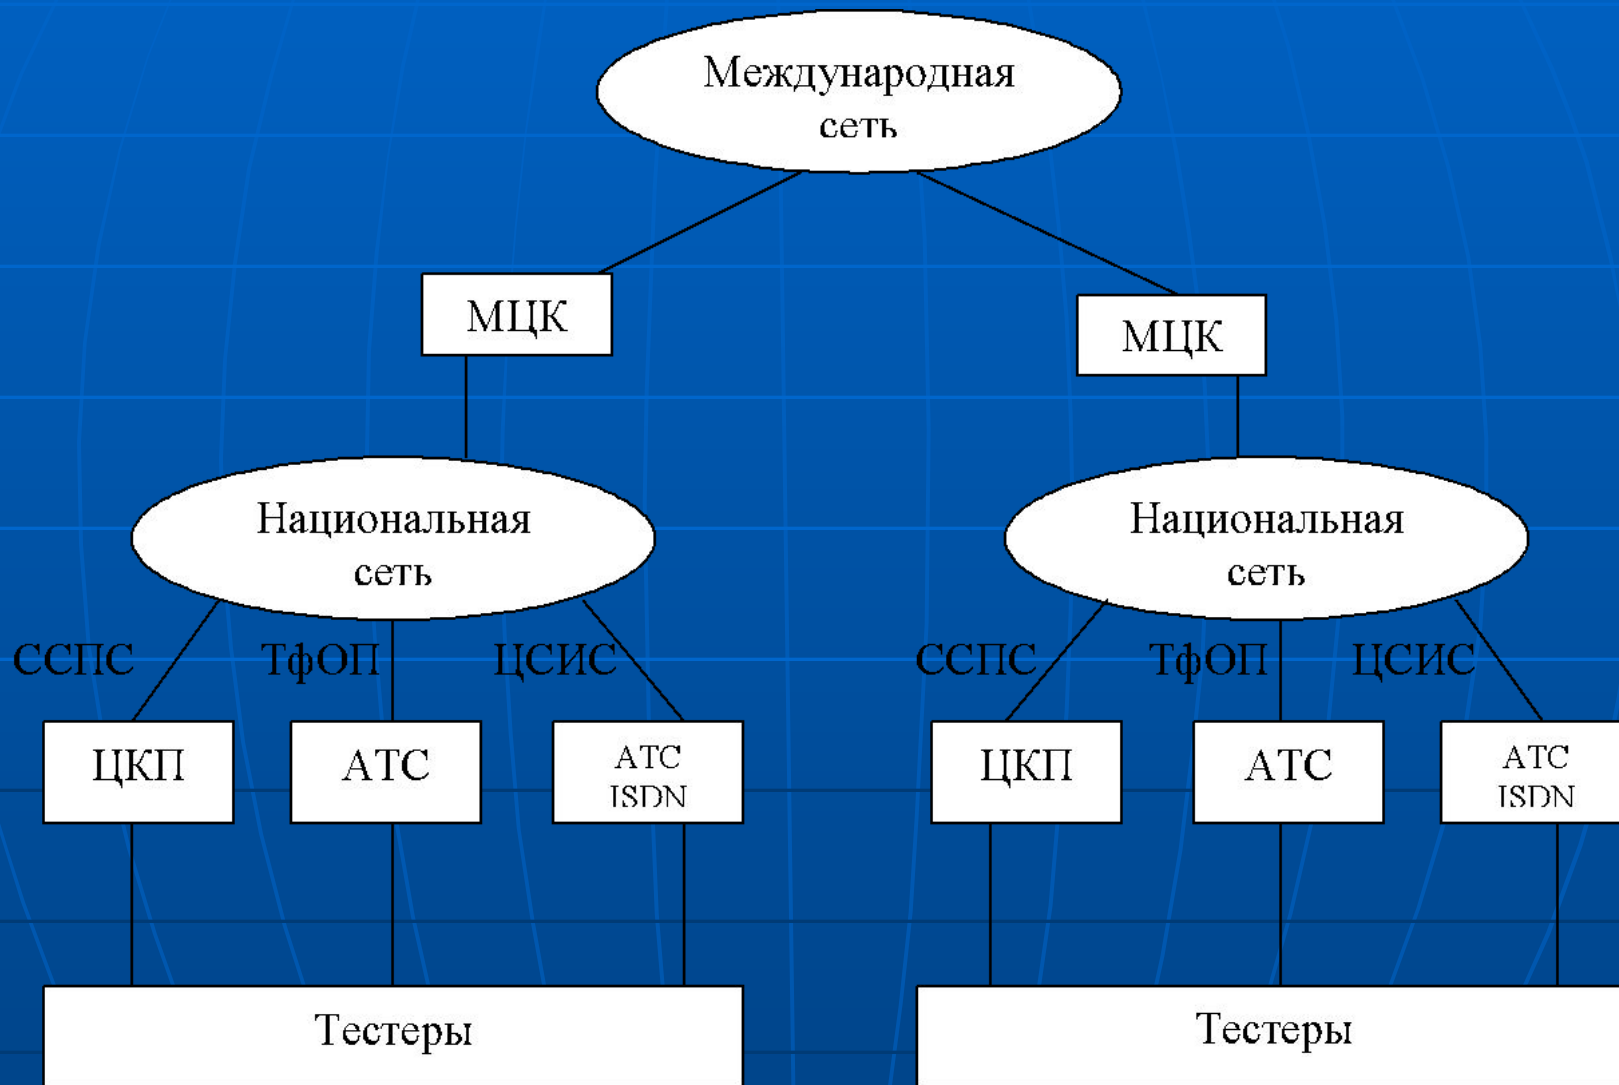 Международная
сеть
МЦК
МЦК
Национальная
сеть
Национальная
сеть
ССПС
ТфОП
ЦСИС
ССПС
ТфОП
ЦСИС
ЦКП
АТС
АТС
ISDN
ЦКП
АТС
АТС
ISDN
Тестеры
Тестеры